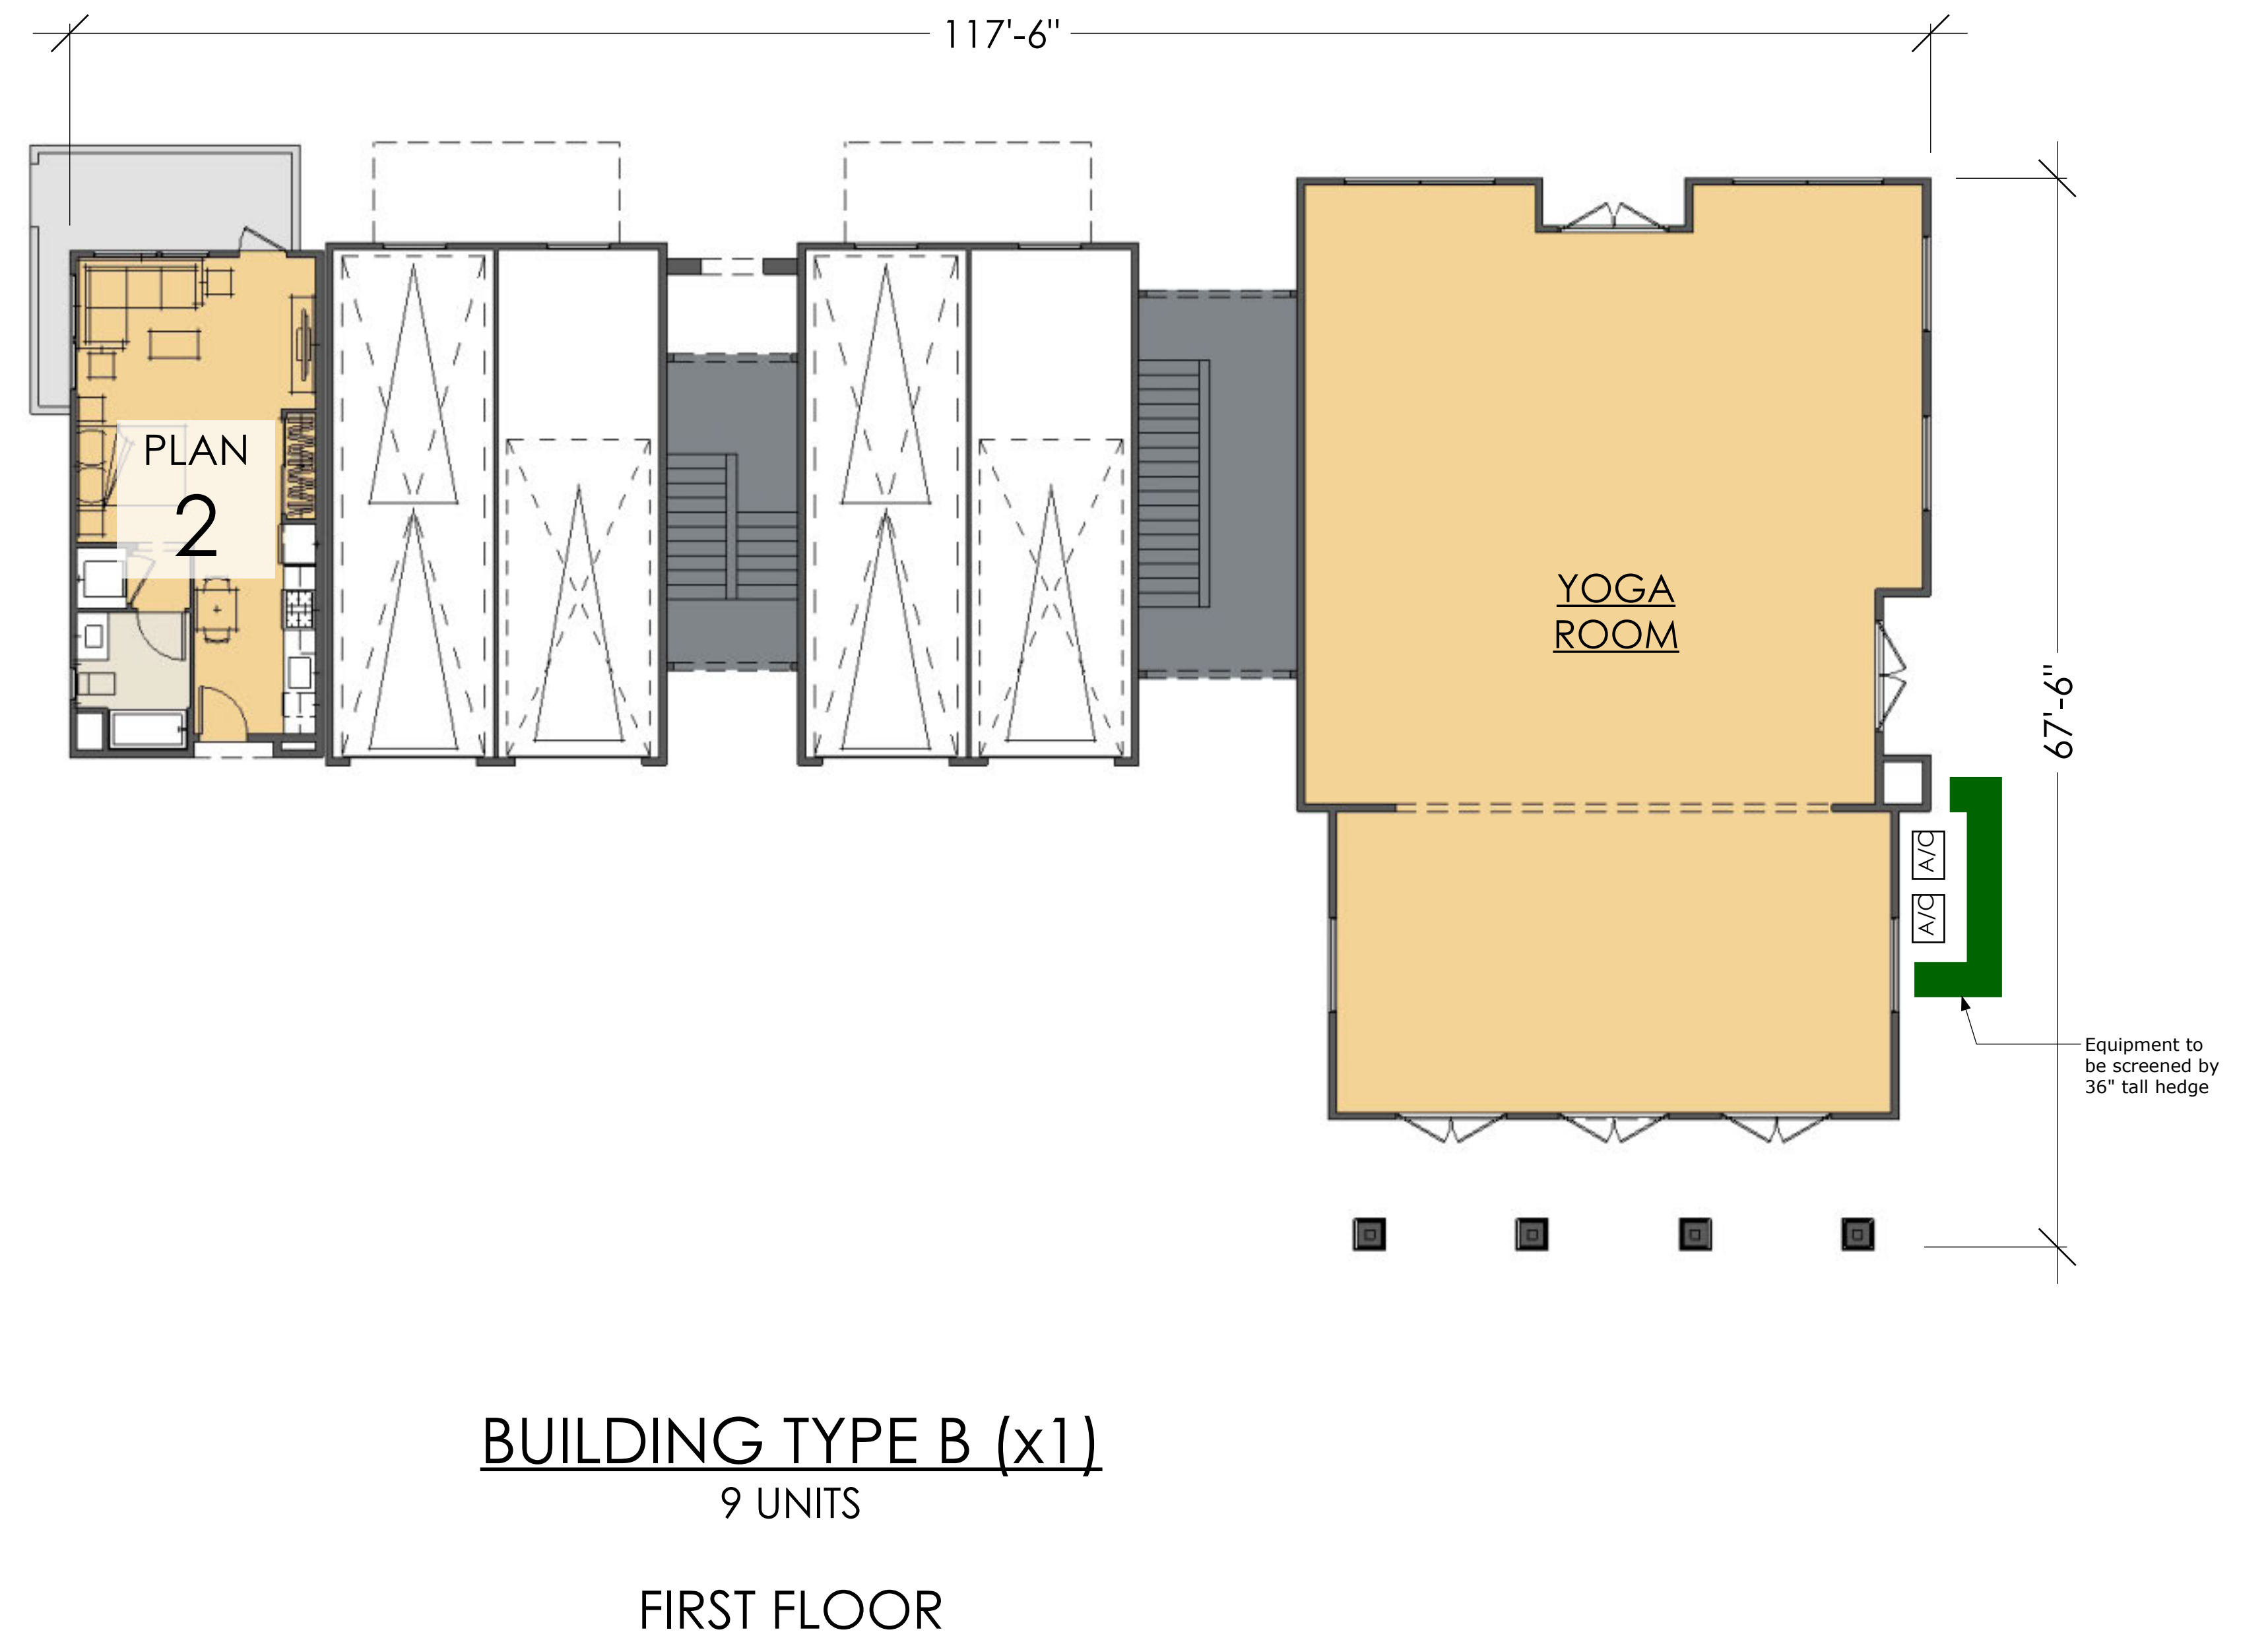 117'-6"
PLAN
2
YOGA
ROOM
67'-6"
A/C
A/C
Equipment to
be screened by
36" tall hedge
BUILDING TYPE B (x1)
9 UNITS
FIRST FLOOR